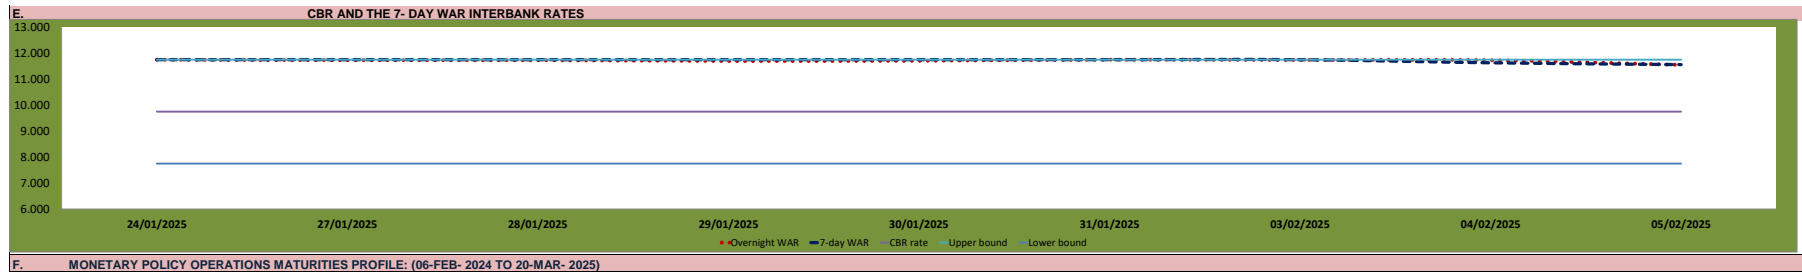 E. CBR AND THE 7- DAY WAR INTERBANK RATES
13.000
12.000
11.000
10.000
9.000
8.000
7.000
6.000
24/01/2025 27/01/2025 28/01/2025 29/01/2025 30/01/2025 31/01/2025 03/02/2025 04/02/2025 05/02/2025
Overnight WAR 7-day WAR CBR rate Upper bound Lower bound
F. MONETARY POLICY OPERATIONS MATURITIES PROFILE: (06-FEB- 2024 TO 20-MAR- 2025)